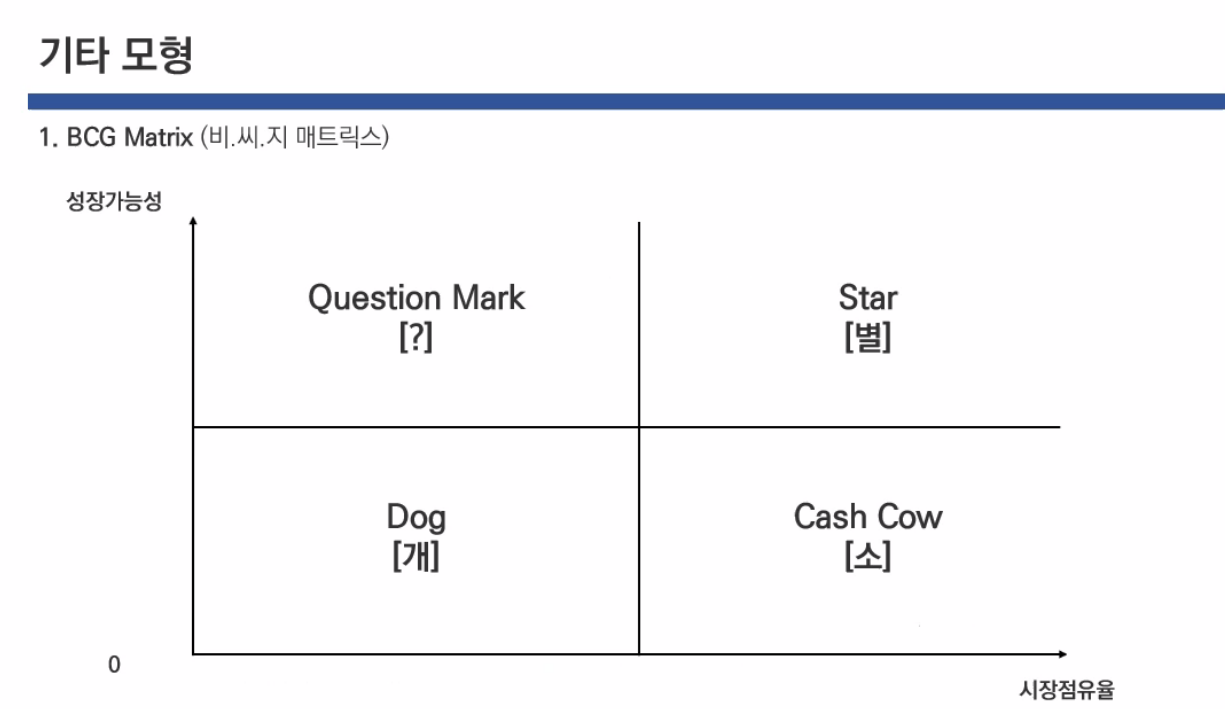 기타 모형
1. BCG Matrix (비.씨.지 매트릭스)
성장가능성
Question Mark
[?]
Star
[별]
Dog
[개]
Cash Cow
[소]
0
시장점유율